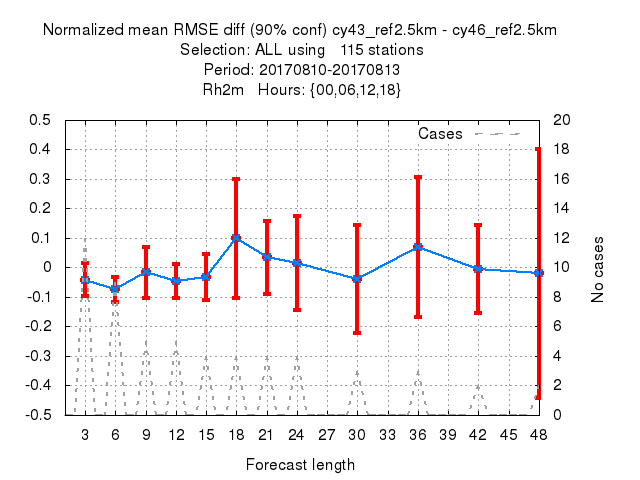 Normalized mean RMSE diff (90% conf) cy43_ref2.5km - cy46_ref2.5km
Selection: ALL using   115 stations
Period: 20170810-20170813
Rh2m   Hours: {00,06,12,18}
Cases
0.5
0.4
0.3
0.2
0.1
0
-0.1
-0.2
-0.3
-0.4
-0.5
20
18
16
14
12
10
8
6
4
2
0
No cases
3 6 9 12 15 18 21 24 27 30 33 36 39 42 45 48
Forecast length